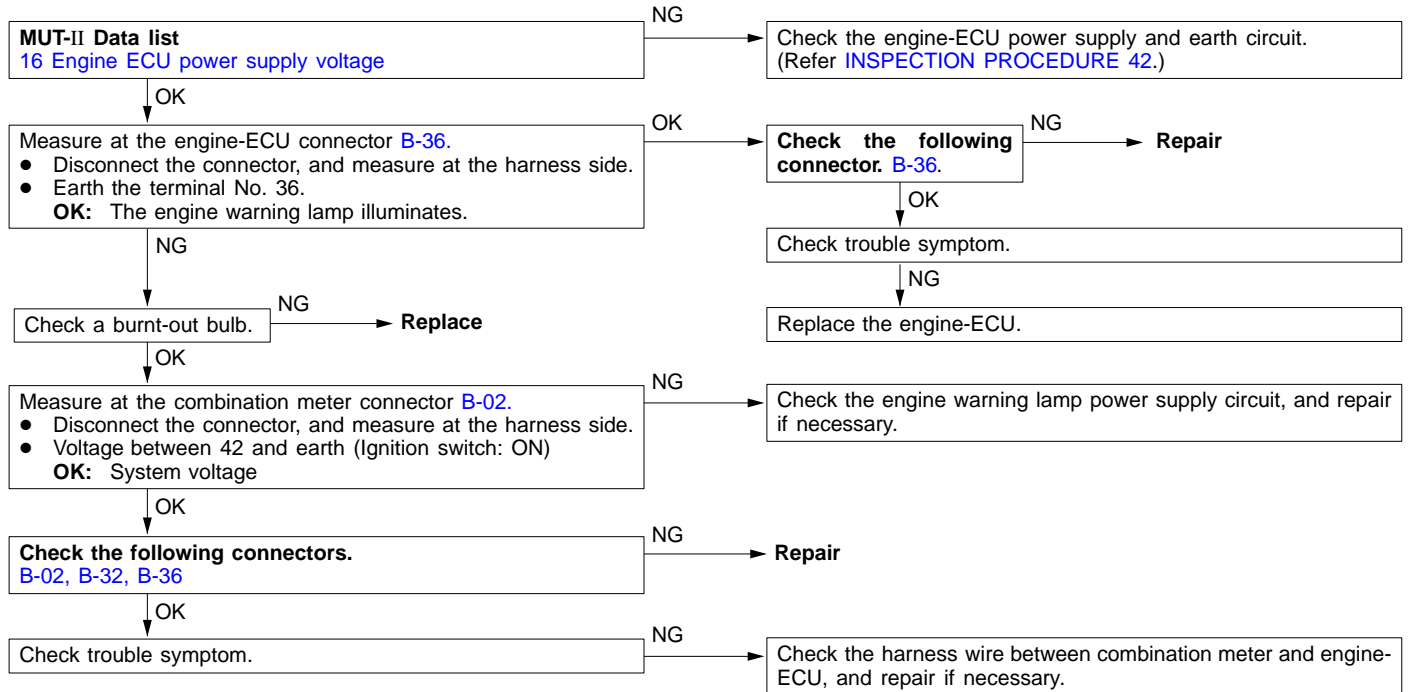 MUT-II Data list
16 Engine ECU power supply voltage
NG
Check the engine-ECU power supply and earth circuit.
(Refer INSPECTION PROCEDURE 42.)
OK
Measure at the engine-ECU connector B-36.
● Disconnect the connector, and measure at the harness side.
● Earth the terminal No. 36.
OK: The engine warning lamp illuminates.
OK
Check the following
connector. B-36.
NG
Repair
OK
Check trouble symptom.
NG
Replace the engine-ECU.
NG
Check a burnt-out bulb.
NG
Replace
OK
Measure at the combination meter connector B-02.
● Disconnect the connector, and measure at the harness side.
● Voltage between 42 and earth (Ignition switch: ON)
OK: System voltage
NG
Check the engine warning lamp power supply circuit, and repair
if necessary.
OK
Check the following connectors.
B-02, B-32, B-36
NG
Repair
OK
Check trouble symptom.
NG
Check the harness wire between combination meter and engine-
ECU, and repair if necessary.